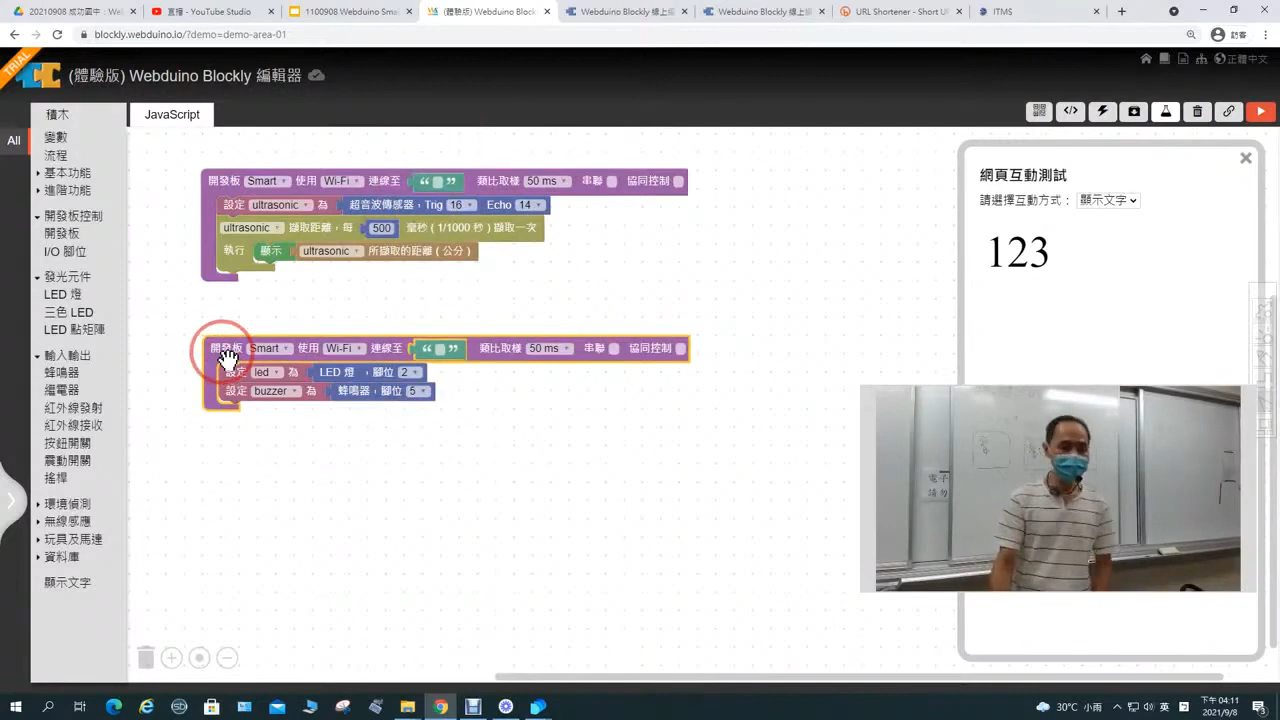 20210908 成功國中：Web
直播 - YouTube Studio
1100908 Webduino Sma
(體驗版) Webduino Block
Webduino Blockly 線上編
Webduino Blockly 線上編
URL Shortener - Short U
ITMS
blockly.webduino.io/?demo=demo-area-01
訪客
TRIAL
(體驗版) Webduino Blockly 編輯器
正體中文
All
積木
JavaScript
</>
變數
流程
基本功能
進階功能
開發板控制
開發板
I/O 腳位
發光元件
LED 燈
三色 LED
LED 點矩陣
輸入輸出
蜂鳴器
繼電器
紅外線發射
紅外線接收
按鈕開關
震動開關
搖桿
環境偵測
無線感應
玩具及馬達
資料庫
顯示文字
開發板 Smart 使用 Wi-Fi 連線至 “ ” 類比取樣 50 ms 串聯 協同控制
設定 ultrasonic 為 超音波傳感器，Trig 16 Echo 14
ultrasonic 擷取距離，每 500 毫秒 ( 1/1000 秒 ) 擷取一次
執行 顯示 ultrasonic 所擷取的距離 ( 公分 )
開發板 Smart 使用 Wi-Fi 連線至 “ ” 類比取樣 50 ms 串聯 協同控制
設定 led 為 LED 燈 ，腳位 2
設定 buzzer 為 蜂鳴器，腳位 5
網頁互動測試
請選擇互動方式： 顯示文字
123
電子
請勿
30°C 小雨
英
下午 04:11
2021/9/8
3